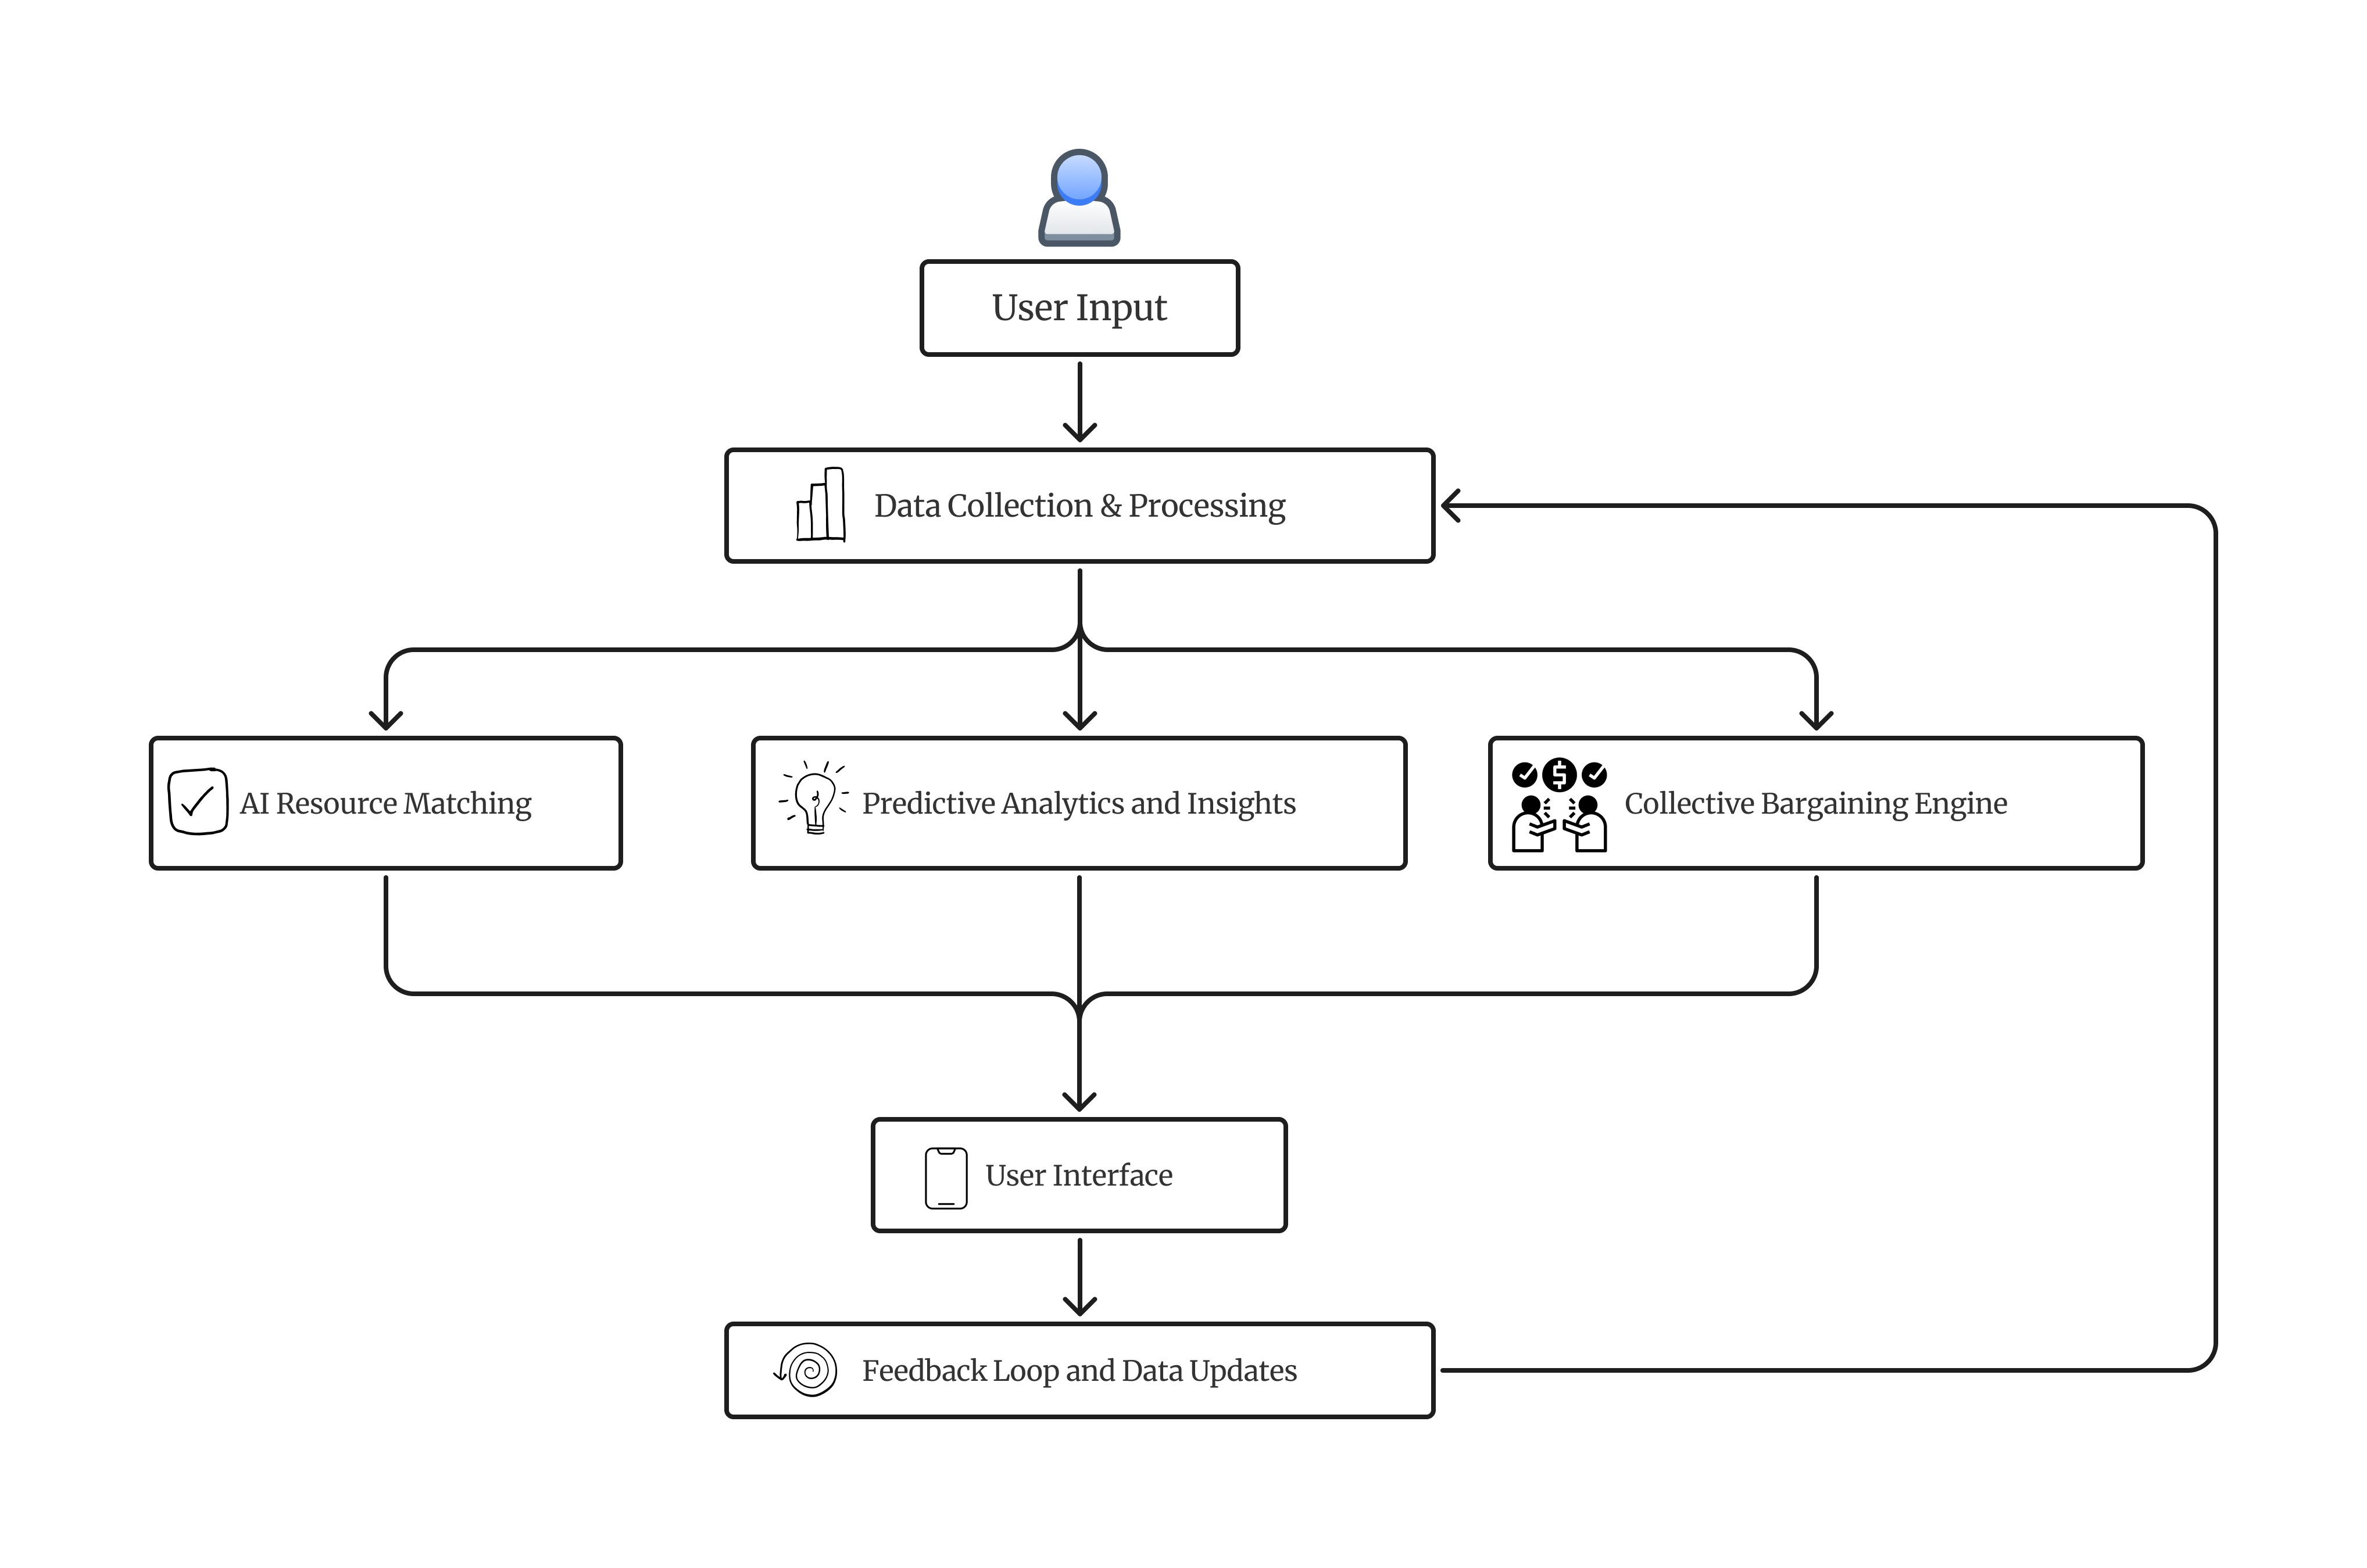 User Input
Data Collection & Processing
AI Resource Matching
Predictive Analytics and Insights
$
Collective Bargaining Engine
User Interface
Feedback Loop and Data Updates